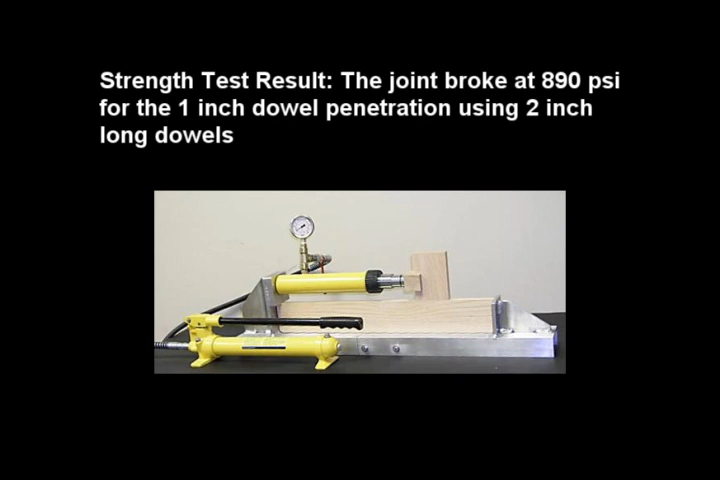 Strength Test Result: The joint broke at 890 psi
for the 1 inch dowel penetration using 2 inch
long dowels